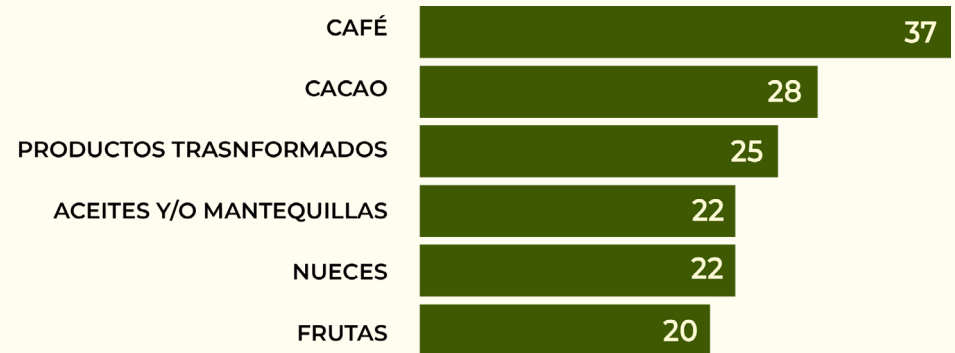 CAFÉ 37
CACAO 28
PRODUCTOS TRASNFORMADOS 25
ACEITES Y/O MANTEQUILLAS 22
NUECES 22
FRUTAS 20